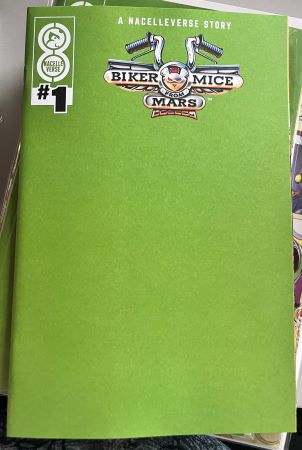 A NACELLEVERSE STORY
NACELLE
VERSE
#1
BIKER MICE
FROM
MARS